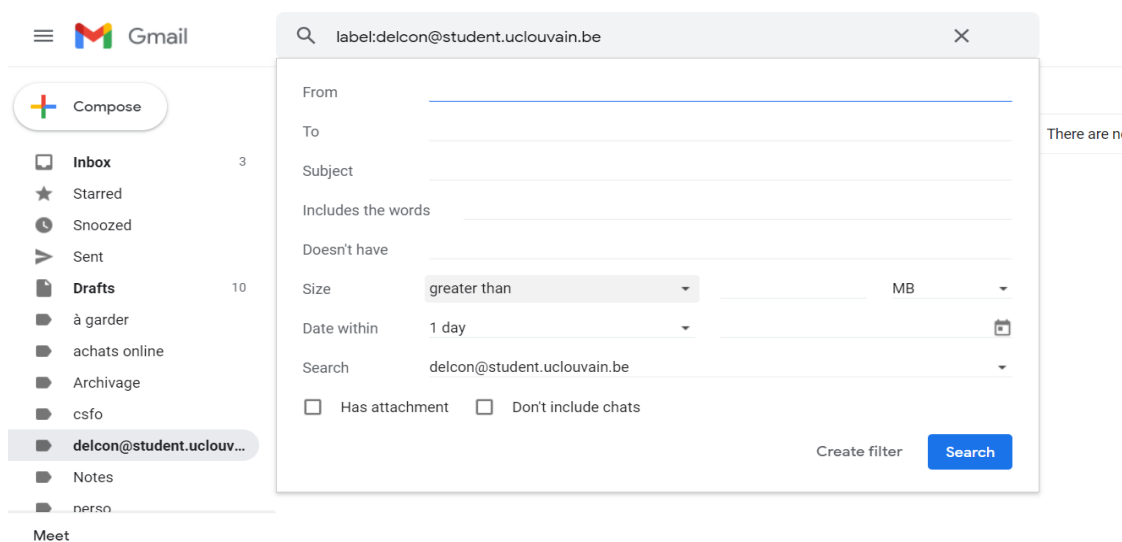 Gmail
label:delcon@student.uclouvain.be
Compose
Inbox 3
Starred
Snoozed
Sent
Drafts 10
à garder
achats online
Archivage
csfo
delcon@student.uclouv...
Notes
perso
Meet
From
To
Subject
Includes the words
Doesn't have
Size greater than MB
Date within 1 day
Search delcon@student.uclouvain.be
Has attachment Don't include chats
Create filter Search
There are